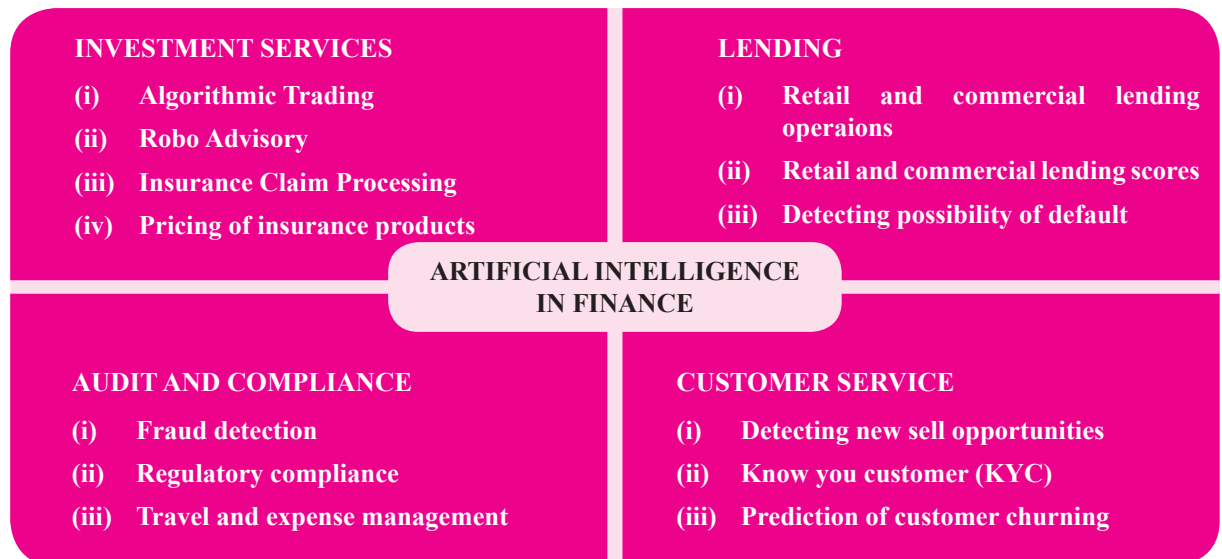 INVESTMENT SERVICES
(i) Algorithmic Trading
(ii) Robo Advisory
(iii) Insurance Claim Processing
(iv) Pricing of insurance products
LENDING
(i) Retail and commercial lending
operaions
(ii) Retail and commercial lending scores
(iii) Detecting possibility of default
ARTIFICIAL INTELLIGENCE
IN FINANCE
AUDIT AND COMPLIANCE
(i) Fraud detection
(ii) Regulatory compliance
(iii) Travel and expense management
CUSTOMER SERVICE
(i) Detecting new sell opportunities
(ii) Know you customer (KYC)
(iii) Prediction of customer churning